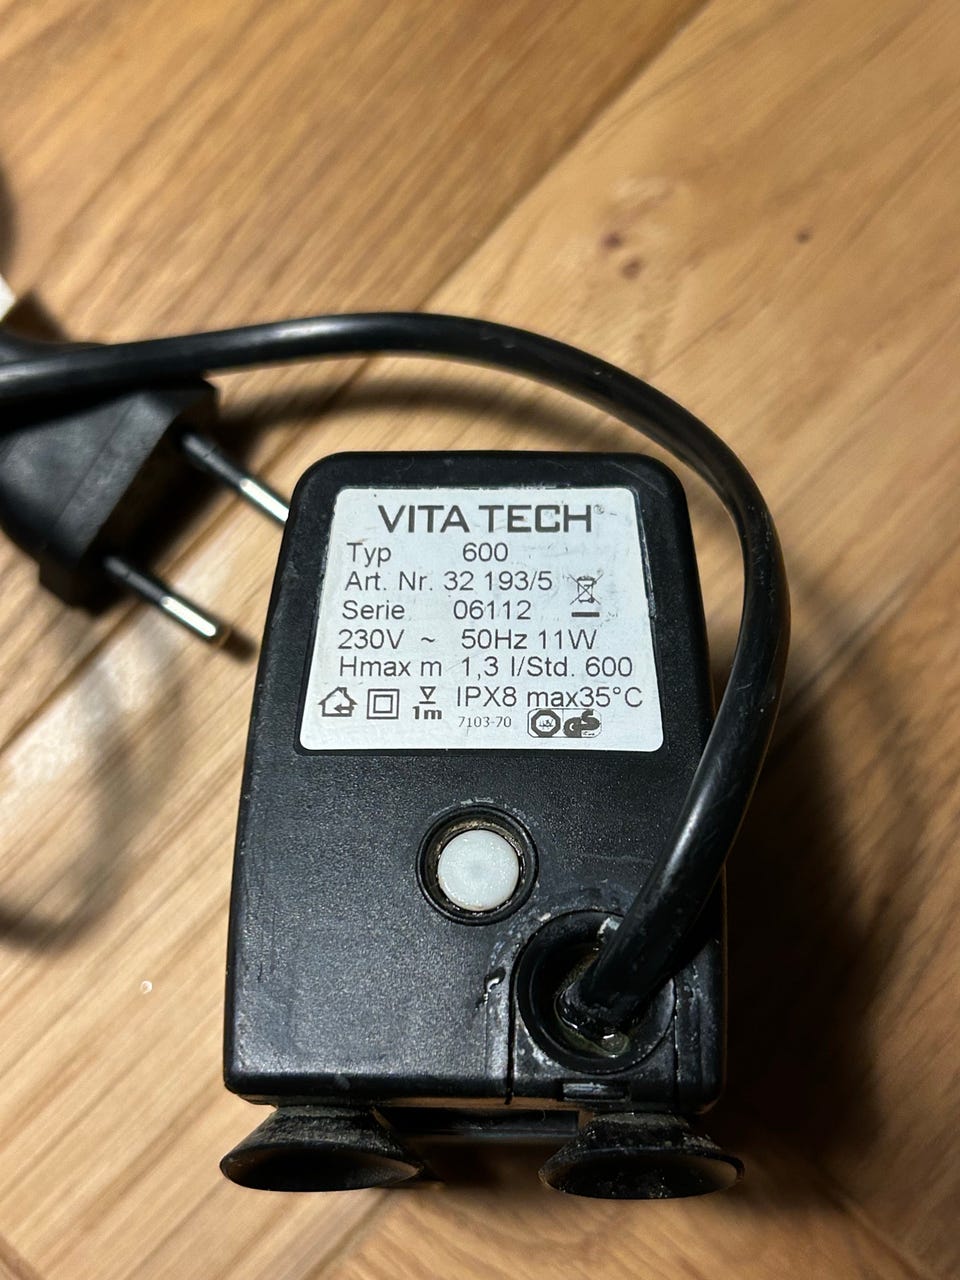 VITA TECH®
Typ 600
Art. Nr. 32 193/5
Serie 06112
230V ~ 50Hz 11W
Hmax m 1,3 l/Std. 600
IPX8 max35°C
1m 7103-70 GS